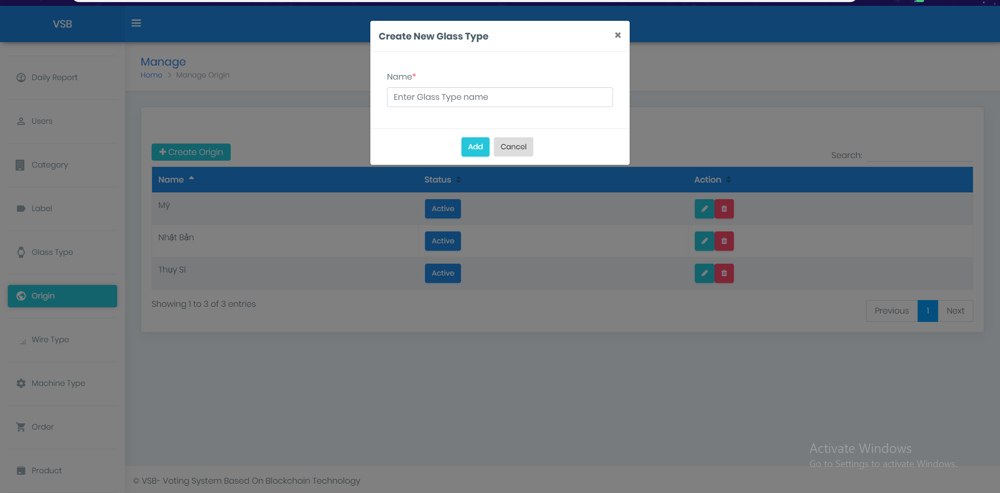 VSB
Create New Glass Type
Name*
Enter Glass Type name
Add
Cancel
Manage
Home > Manage Origin
Daily Report
Users
Category
Label
Glass Type
Origin
Wire Type
Machine Type
Order
Product
Create Origin
Search:
Name Status Action
Mỹ Active
Nhật Bản Active
Thụy Sĩ Active
Showing 1 to 3 of 3 entries
Previous 1 Next
Activate Windows
Go to Settings to activate Windows.
© VSB- Voting System Based On Blockchain Technology